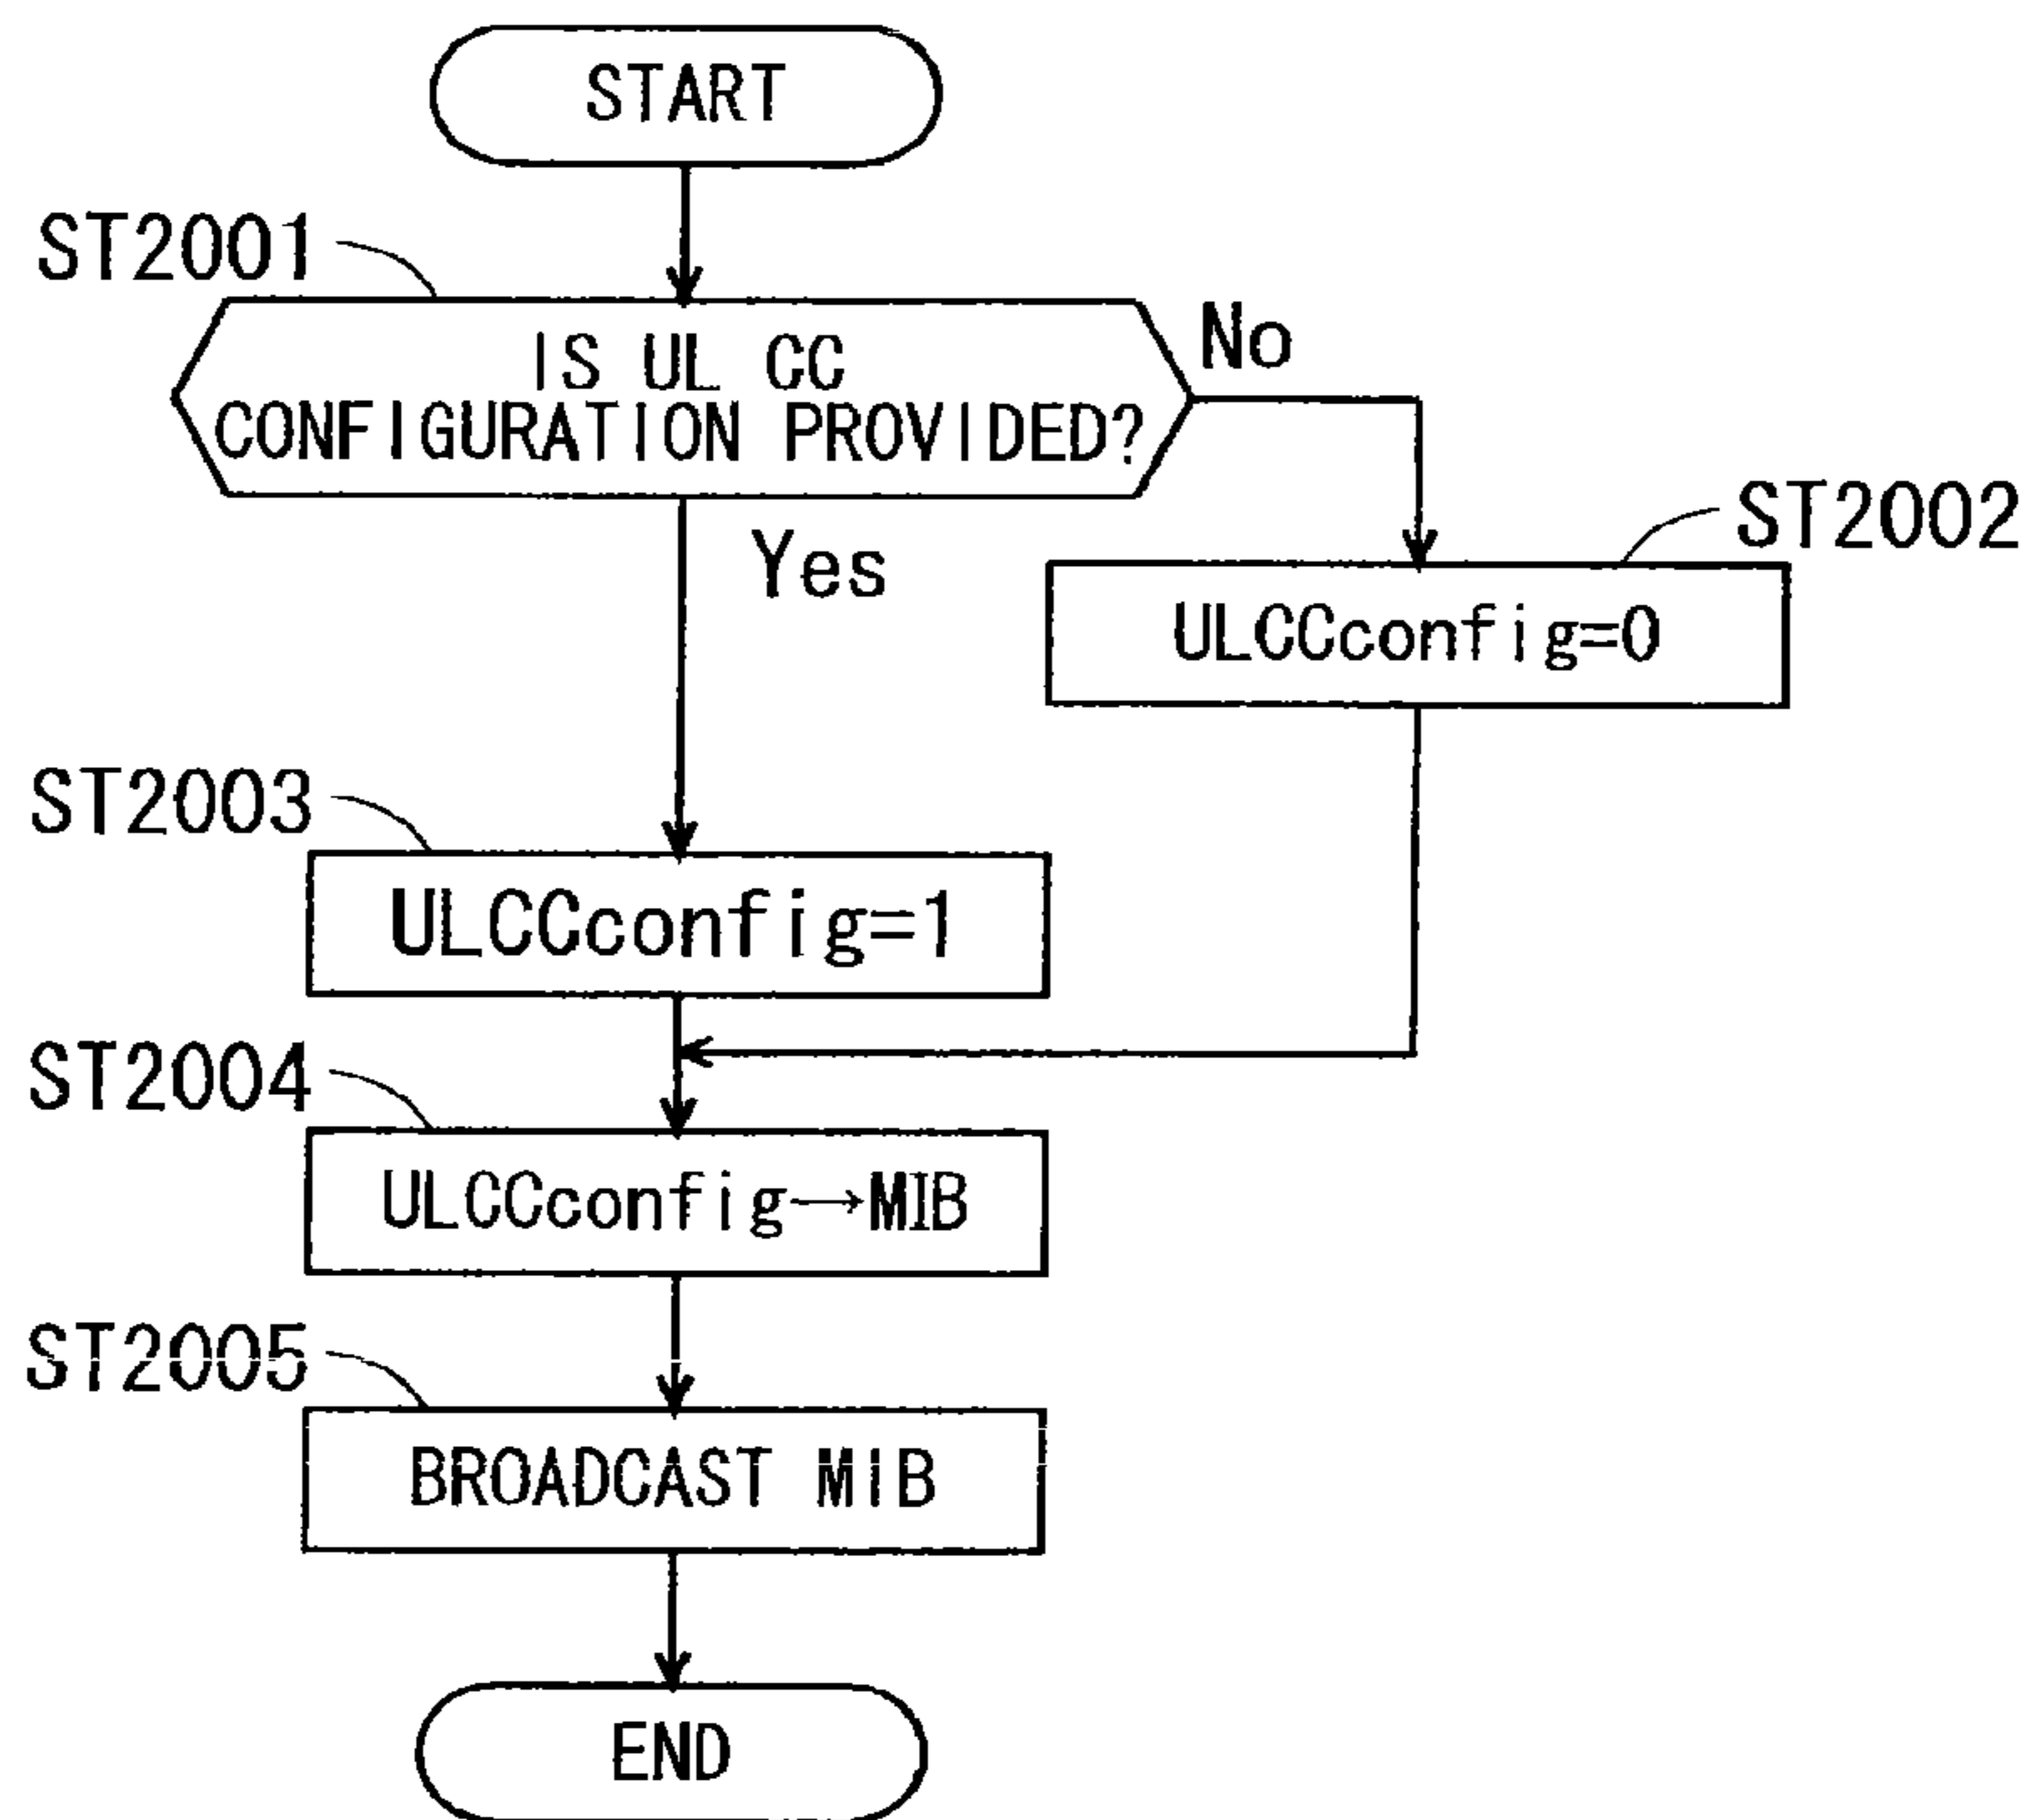 START
ST2001
IS UL CC
CONFIGURATION PROVIDED?
No
Yes
ST2002
ULCCconfig=0
ST2003
ULCCconfig=1
ST2004
ULCCconfig→MIB
ST2005
BROADCAST MIB
END